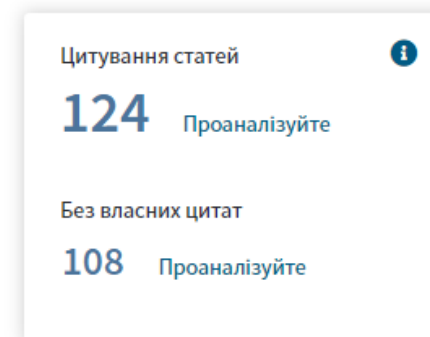 Цитування статей
124 Проаналізуйте
Без власних цитат
108 Проаналізуйте